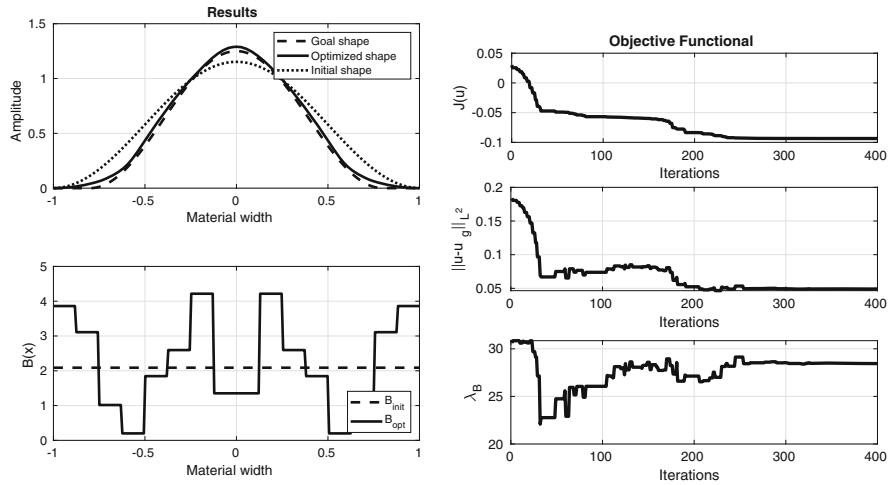 Results
1.5
1
0.5
0
Amplitude
Goal shape
Optimized shape
Initial shape
-1
-0.5
0
0.5
1
Material width
5
4
3
2
1
0
B(x)
B_init
B_opt
-1
-0.5
0
0.5
1
Material width
Objective Functional
0.05
0
-0.05
-0.1
J(u)
0
100
200
300
400
Iterations
0.2
0.15
0.1
0.05
||u-u_g||_L²
0
100
200
300
400
Iterations
30
25
20
λ_B
0
100
200
300
400
Iterations